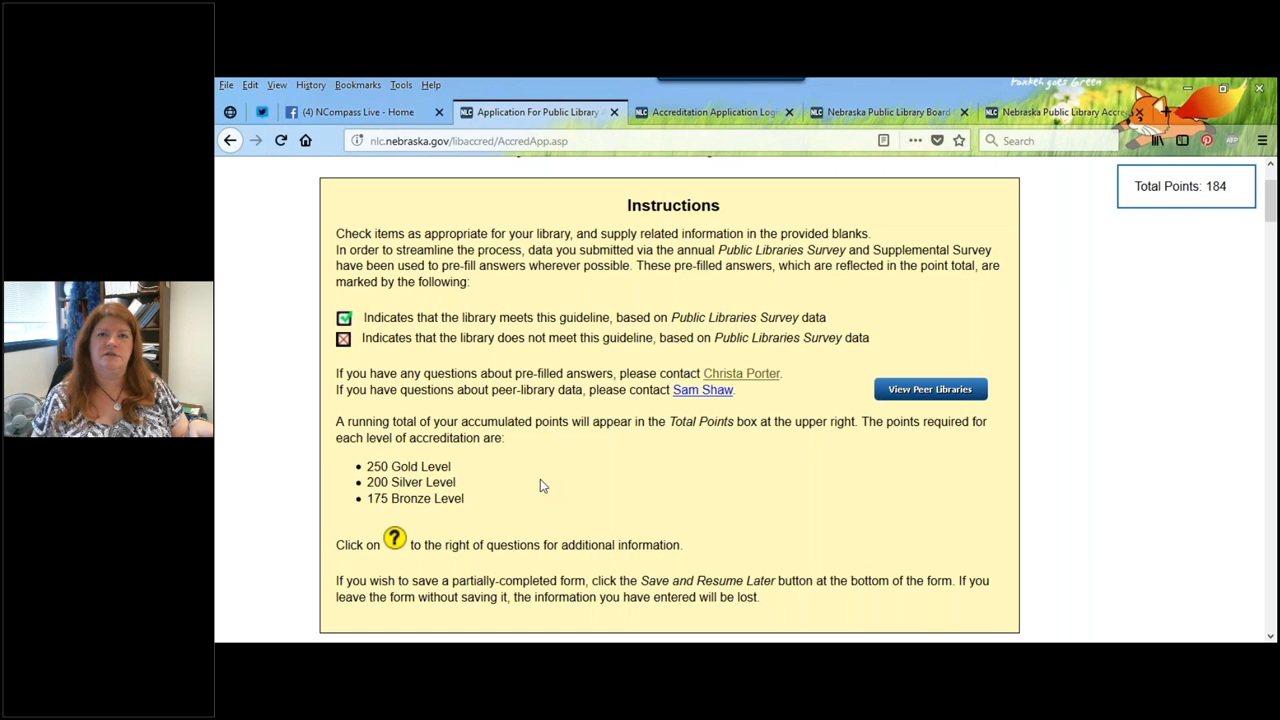 Foxkeh goes Green
File Edit View History Bookmarks Tools Help
(4) NCompass Live - Home
Application For Public Library
Accreditation Application Log
Nebraska Public Library Board
Nebraska Public Library Accre
nlc.nebraska.gov/libaccred/AccredApp.asp
Search
Total Points: 184
Instructions
Check items as appropriate for your library, and supply related information in the provided blanks.
In order to streamline the process, data you submitted via the annual Public Libraries Survey and Supplemental Survey
have been used to pre-fill answers wherever possible. These pre-filled answers, which are reflected in the point total, are
marked by the following:
Indicates that the library meets this guideline, based on Public Libraries Survey data
Indicates that the library does not meet this guideline, based on Public Libraries Survey data
If you have any questions about pre-filled answers, please contact Christa Porter.
If you have questions about peer-library data, please contact Sam Shaw.
View Peer Libraries
A running total of your accumulated points will appear in the Total Points box at the upper right. The points required for
each level of accreditation are:
• 250 Gold Level
• 200 Silver Level
• 175 Bronze Level
Click on ? to the right of questions for additional information.
If you wish to save a partially-completed form, click the Save and Resume Later button at the bottom of the form. If you
leave the form without saving it, the information you have entered will be lost.